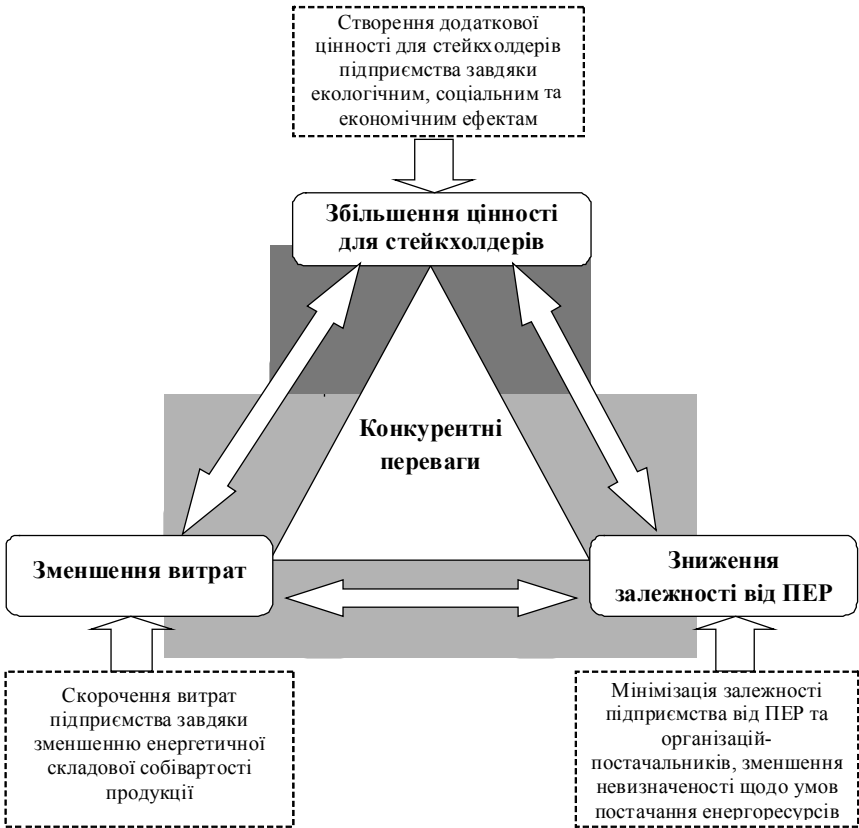 Створення додаткової
цінності для стейкхолдерів
підприємства завдяки
екологічним, соціальним та
економічним ефектам
Збільшення цінності
для стейкхолдерів
Конкурентні
переваги
Зменшення витрат
Зниження
залежності від ПЕР
Скорочення витрат
підприємства завдяки
зменшенню енергетичної
складової собівартості
продукції
Мінімізація залежності
підприємства від ПЕР та
організацій-
постачальників, зменшення
невизначеності щодо умов
постачання енергоресурсів